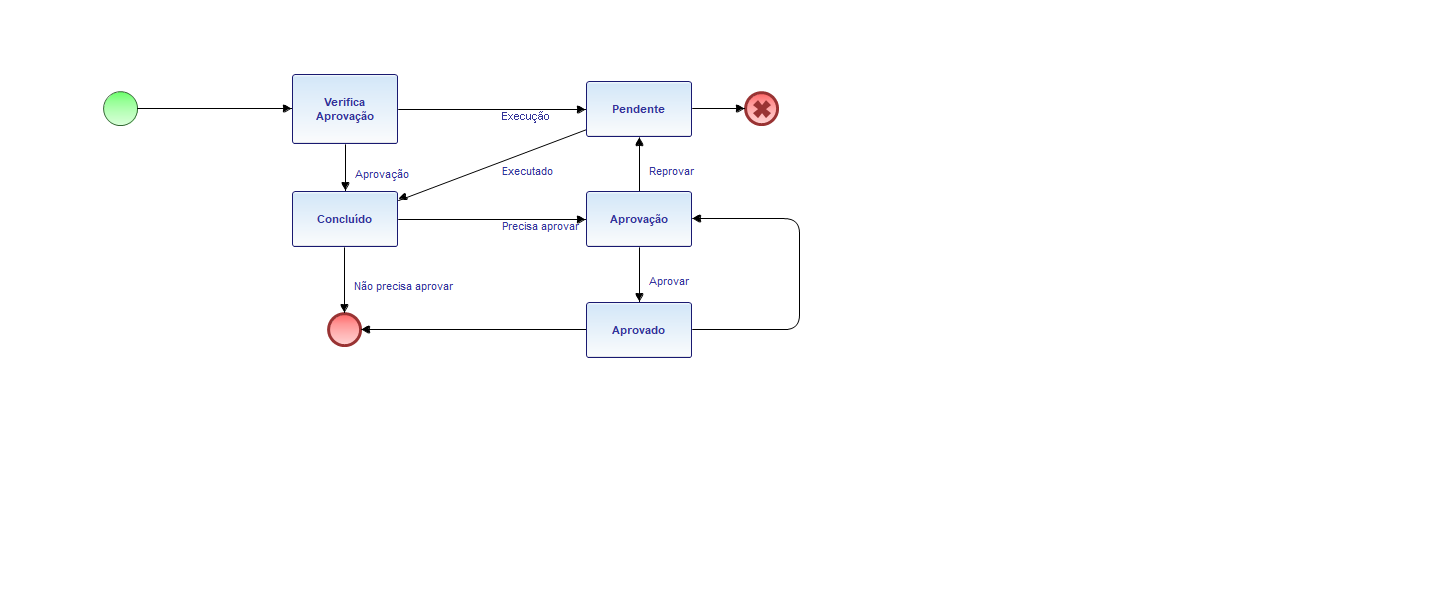 Verifica
Aprovação
Execução
Pendente
Aprovação
Executado
Reprovar
Concluído
Precisa aprovar
Aprovação
Não precisa aprovar
Aprovar
Aprovado